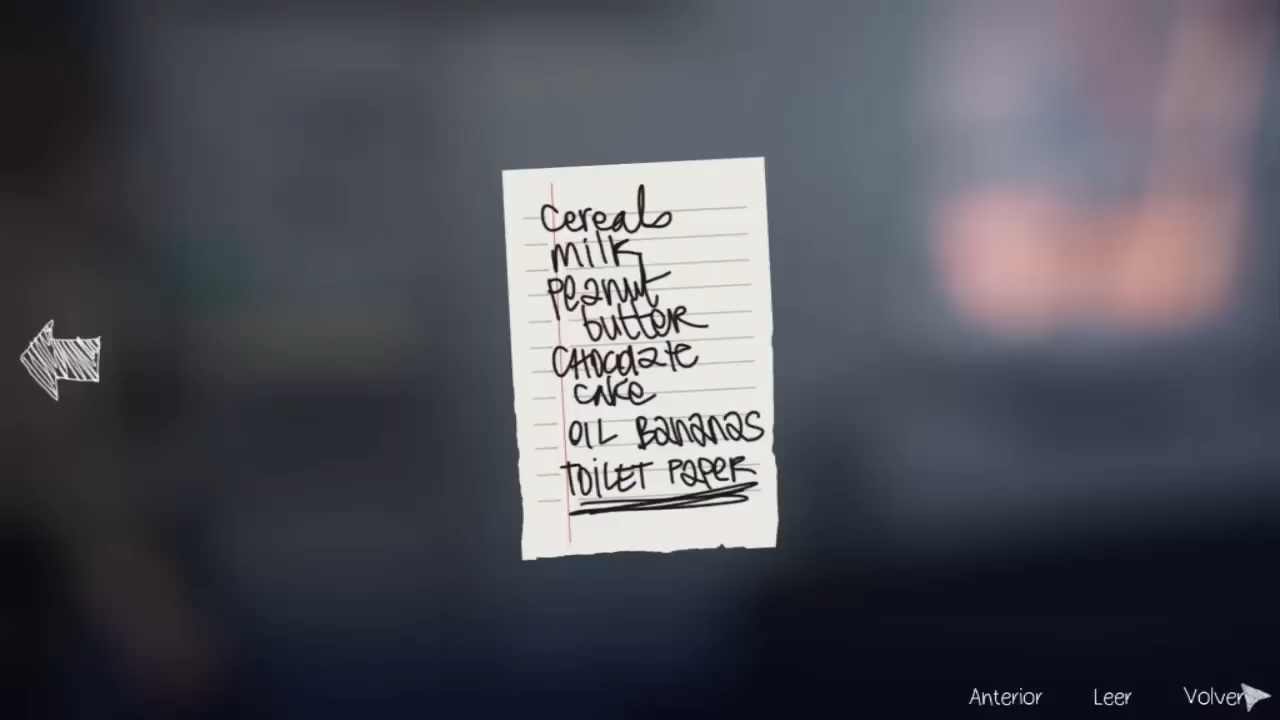 cereals
milk
peanut
butter
CHocolate
cake
OIL Bananas
TOiLET PaPER
Anterior
Leer
Volver